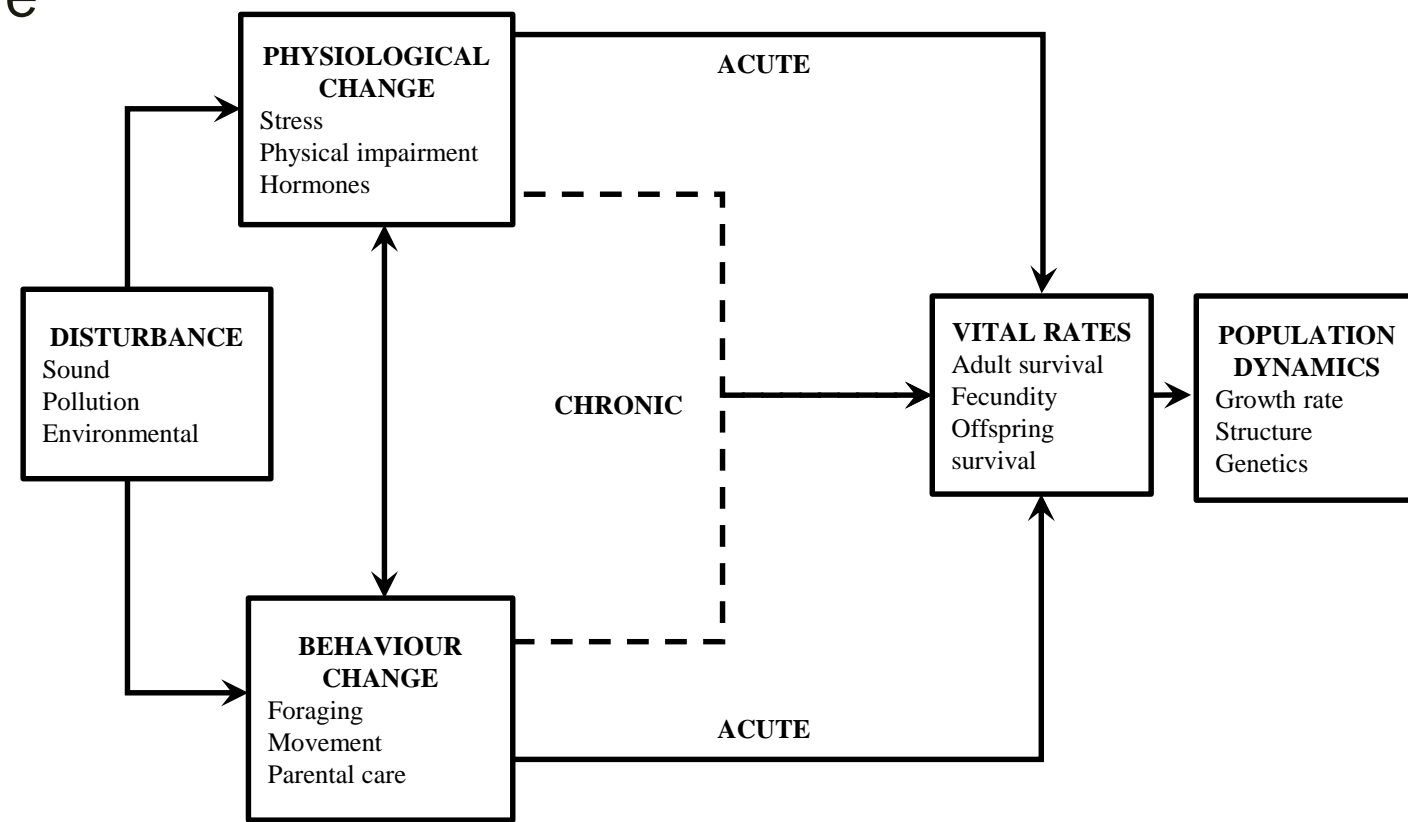 e
PHYSIOLOGICAL
CHANGE
Stress
Physical impairment
Hormones
ACUTE
DISTURBANCE
Sound
Pollution
Environmental
CHRONIC
VITAL RATES
Adult survival
Fecundity
Offspring
survival
POPULATION
DYNAMICS
Growth rate
Structure
Genetics
BEHAVIOUR
CHANGE
Foraging
Movement
Parental care
ACUTE